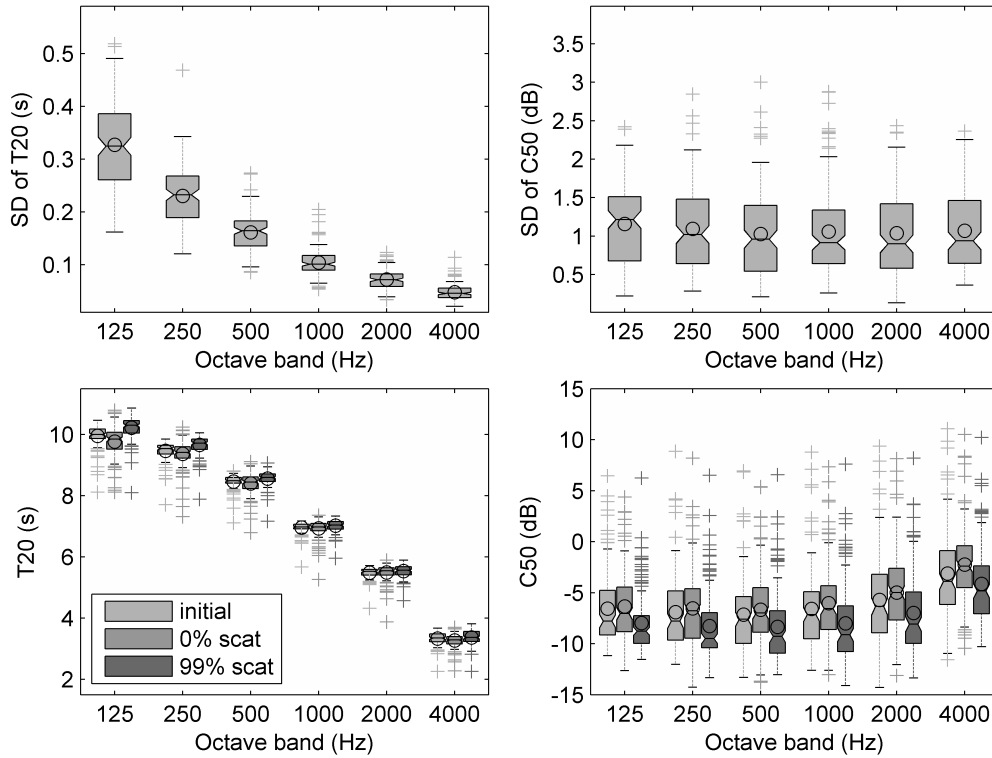 0.5
0.4
0.3
0.2
0.1
SD of T20 (s)
125 250 500 1000 2000 4000
Octave band (Hz)
3.5
3
2.5
2
1.5
1
0.5
SD of C50 (dB)
125 250 500 1000 2000 4000
Octave band (Hz)
10
8
6
4
2
T20 (s)
initial
0% scat
99% scat
125 250 500 1000 2000 4000
Octave band (Hz)
15
10
5
0
-5
-10
-15
C50 (dB)
125 250 500 1000 2000 4000
Octave band (Hz)